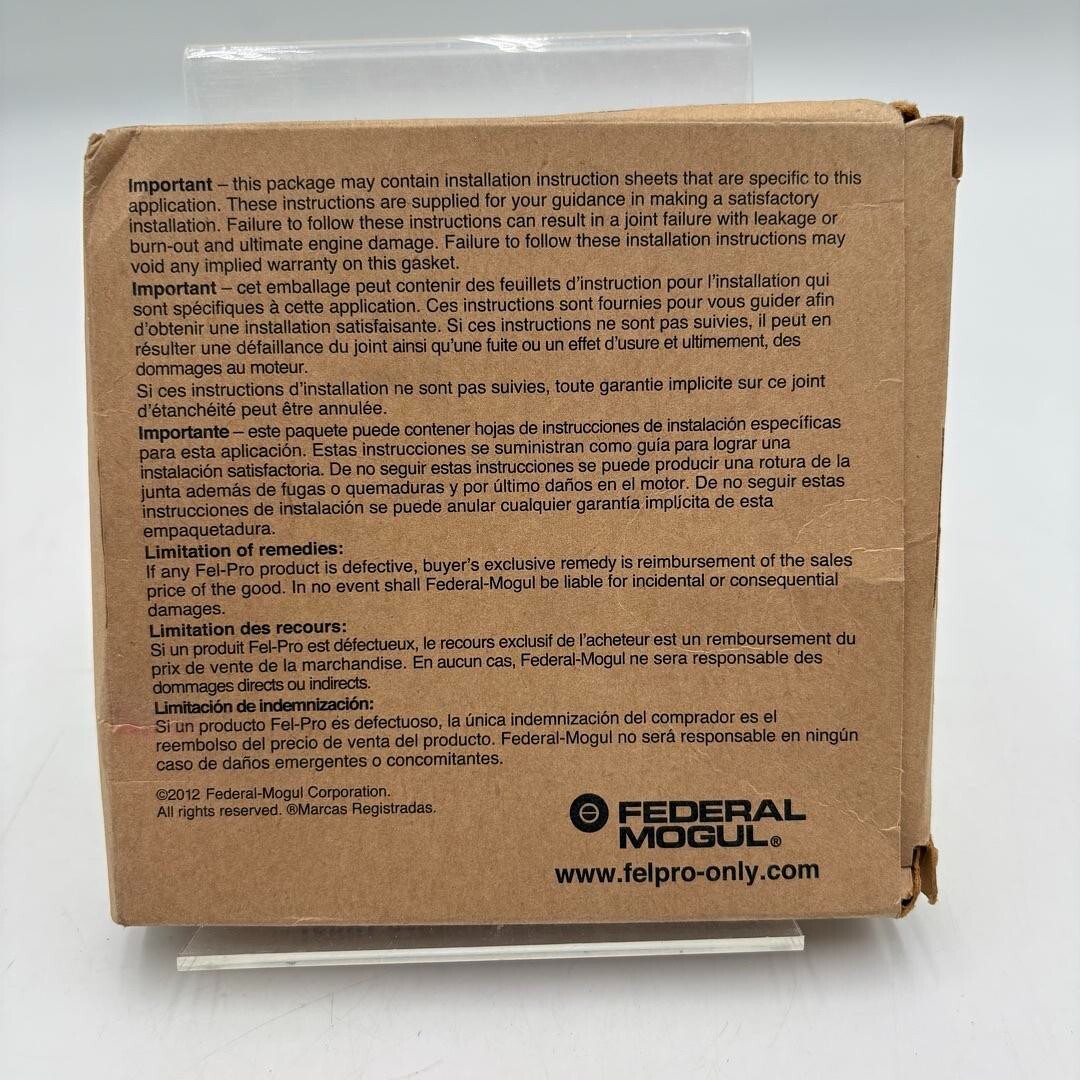 Important – this package may contain installation instruction sheets that are specific to this
application. These instructions are supplied for your guidance in making a satisfactory
installation. Failure to follow these instructions can result in a joint failure with leakage or
burn-out and ultimate engine damage. Failure to follow these installation instructions may
void any implied warranty on this gasket.
Important – cet emballage peut contenir des feuillets d'instruction pour l'installation qui
sont spécifiques à cette application. Ces instructions sont fournies pour vous guider afin
d'obtenir une installation satisfaisante. Si ces instructions ne sont pas suivies, il peut en
résulter une défaillance du joint ainsi qu'une fuite ou un effet d'usure et ultimement, des
dommages au moteur.
Si ces instructions d'installation ne sont pas suivies, toute garantie implicite sur ce joint
d'étanchéité peut être annulée.
Importante – este paquete puede contener hojas de instrucciones de instalación específicas
para esta aplicación. Estas instrucciones se suministran como guía para lograr una
instalación satisfactoria. De no seguir estas instrucciones se puede producir una rotura de la
junta además de fugas o quemaduras y por último daños en el motor. De no seguir estas
instrucciones de instalación se puede anular cualquier garantía implícita de esta
empaquetadura.
Limitation of remedies:
If any Fel-Pro product is defective, buyer's exclusive remedy is reimbursement of the sales
price of the good. In no event shall Federal-Mogul be liable for incidental or consequential
damages.
Limitation des recours:
Si un produit Fel-Pro est défectueux, le recours exclusif de l'acheteur est un remboursement du
prix de vente de la marchandise. En aucun cas, Federal-Mogul ne sera responsable des
dommages directs ou indirects.
Limitación de indemnización:
Si un producto Fel-Pro es defectuoso, la única indemnización del comprador es el
reembolso del precio de venta del producto. Federal-Mogul no será responsable en ningún
caso de daños emergentes o concomitantes.
©2012 Federal-Mogul Corporation.
All rights reserved. ®Marcas Registradas.
FEDERAL
MOGUL®
www.felpro-only.com